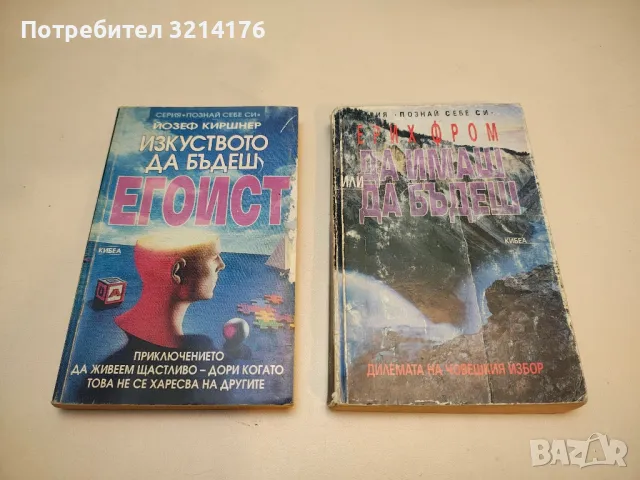 Потребител 3214176
СЕРИЯ "ПОЗНАЙ СЕБЕ СИ"
ЙОЗЕФ КИРШНЕР
ИЗКУСТВОТО
ДА БЪДЕШ
ЕГОИСТ
КИБЕА
ПРИКЛЮЧЕНИЕТО
ДА ЖИВЕЕМ ЩАСТЛИВО – ДОРИ КОГАТО
ТОВА НЕ СЕ ХАРЕСВА НА ДРУГИТЕ
ИЯ "ПОЗНАЙ СЕБЕ СИ"
ЕРИХ ФРОМ
ДА ИМАШ
ИЛИ
ДА БЪДЕШ
КИБЕА
ДИЛЕМАТА НА ЧОВЕШКИЯ ИЗБОР
BAZAR